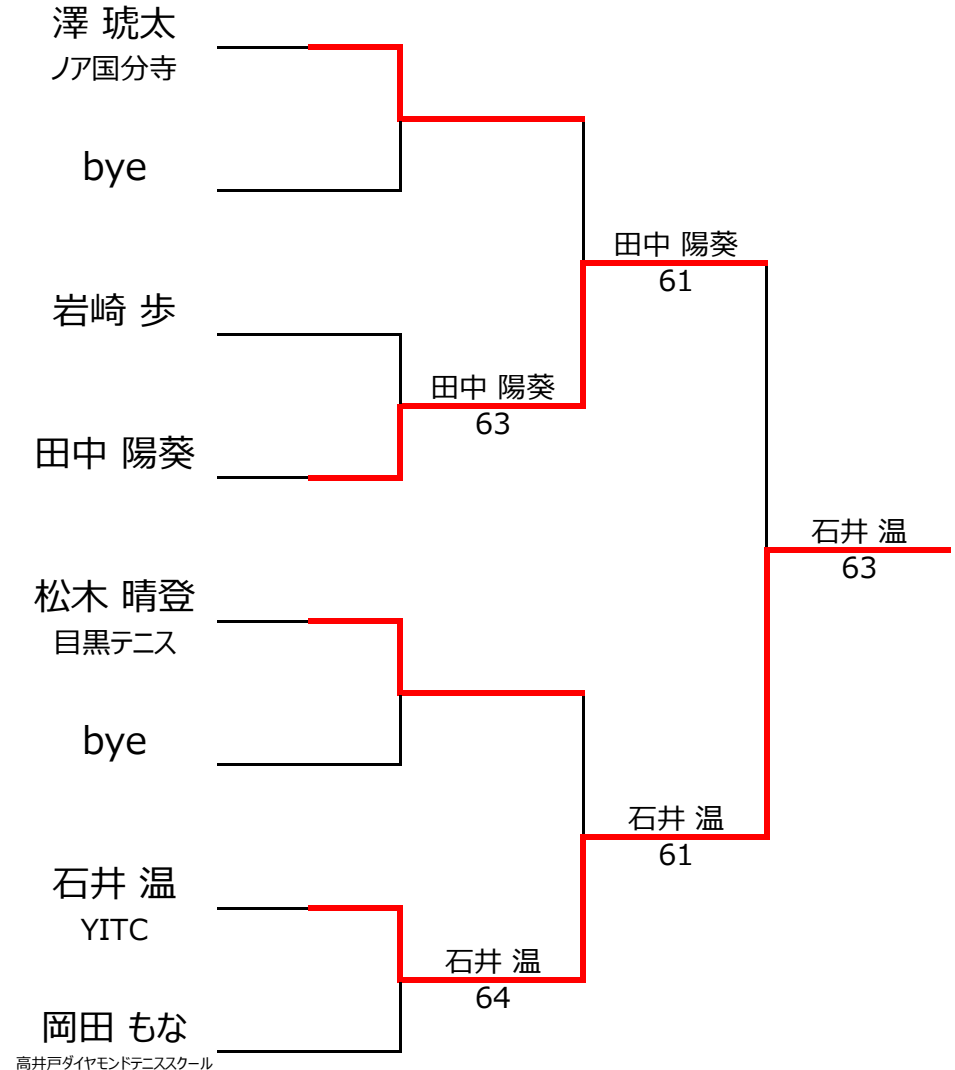 澤 琥太
ノア国分寺
bye
岩崎 歩
田中 陽葵
松木 晴登
目黒テニス
bye
石井 温
YITC
岡田 もな
高井戸ダイヤモンドテニススクール
田中 陽葵
63
石井 温
64
田中 陽葵
61
石井 温
61
石井 温
63